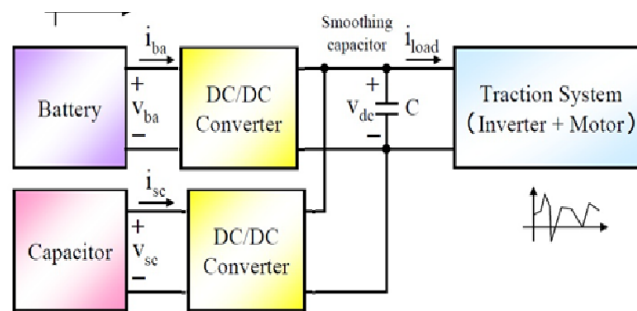 Smoothing
capacitor
i_ba
i_load
Battery
+
v_ba
−
DC/DC
Converter
+
v_dc
−
C
Traction System
(Inverter + Motor)
i_sc
Capacitor
+
v_sc
−
DC/DC
Converter